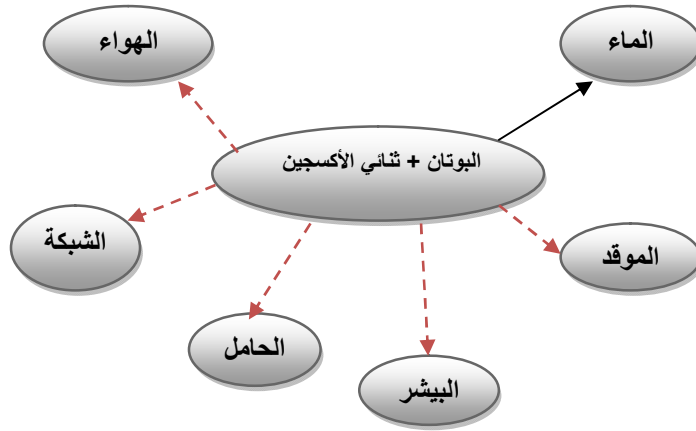 الماء
الهواء
البوتان + ثنائي الأكسجين
الموقد
الشبكة
الحامل
البيشر